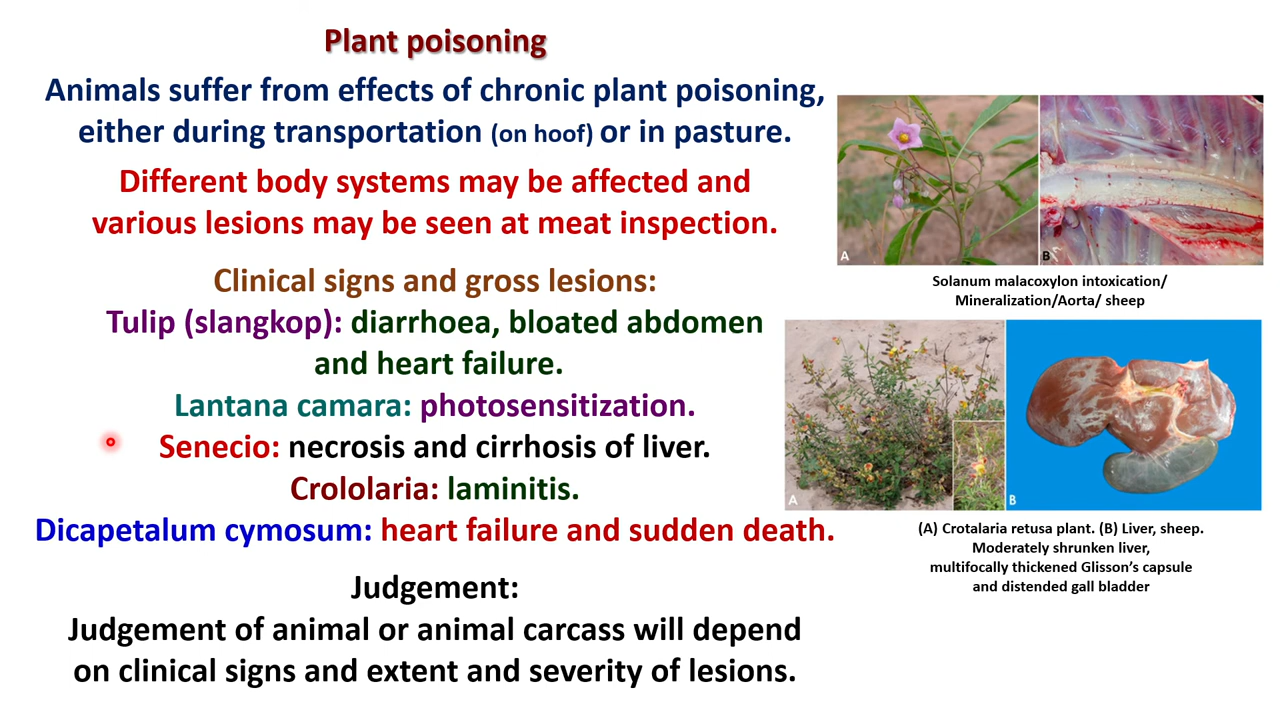 Plant poisoning
Animals suffer from effects of chronic plant poisoning,
either during transportation (on hoof) or in pasture.
Different body systems may be affected and
various lesions may be seen at meat inspection.
Clinical signs and gross lesions:
Tulip (slangkop): diarrhoea, bloated abdomen
and heart failure.
Lantana camara: photosensitization.
Senecio: necrosis and cirrhosis of liver.
Crololaria: laminitis.
Dicapetalum cymosum: heart failure and sudden death.
Judgement:
Judgement of animal or animal carcass will depend
on clinical signs and extent and severity of lesions.
A
B
Solanum malacoxylon intoxication/
Mineralization/Aorta/ sheep
A
B
(A) Crotalaria retusa plant. (B) Liver, sheep.
Moderately shrunken liver,
multifocally thickened Glisson’s capsule
and distended gall bladder